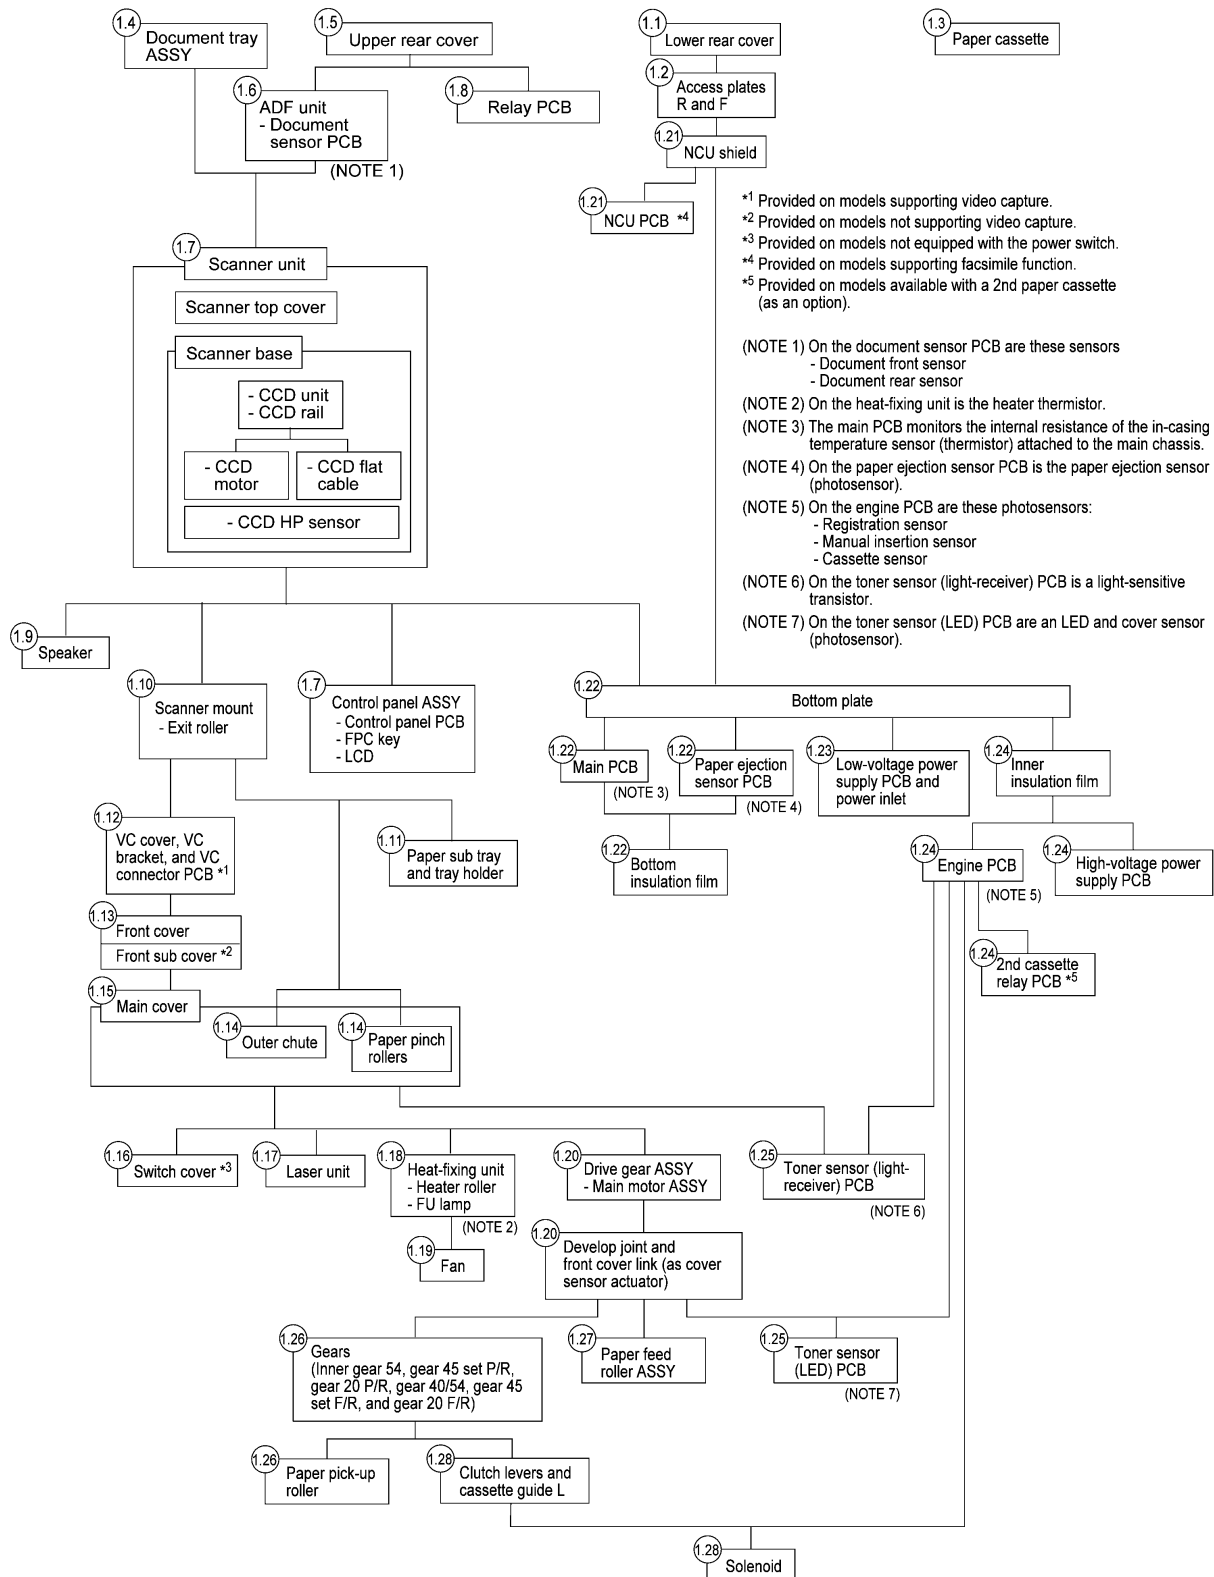 1.4
Document tray
ASSY
1.5
Upper rear cover
1.1
Lower rear cover
1.3
Paper cassette
1.2
Access plates
R and F
1.6
ADF unit
- Document
sensor PCB
(NOTE 1)
1.8
Relay PCB
1.21
NCU shield
1.21
NCU PCB *4
*1 Provided on models supporting video capture.
*2 Provided on models not supporting video capture.
*3 Provided on models not equipped with the power switch.
*4 Provided on models supporting facsimile function.
*5 Provided on models available with a 2nd paper cassette
(as an option).
(NOTE 1) On the document sensor PCB are these sensors
- Document front sensor
- Document rear sensor
(NOTE 2) On the heat-fixing unit is the heater thermistor.
(NOTE 3) The main PCB monitors the internal resistance of the in-casing
temperature sensor (thermistor) attached to the main chassis.
(NOTE 4) On the paper ejection sensor PCB is the paper ejection sensor
(photosensor).
(NOTE 5) On the engine PCB are these photosensors:
- Registration sensor
- Manual insertion sensor
- Cassette sensor
(NOTE 6) On the toner sensor (light-receiver) PCB is a light-sensitive
transistor.
(NOTE 7) On the toner sensor (LED) PCB are an LED and cover sensor
(photosensor).
1.7
Scanner unit
Scanner top cover
Scanner base
- CCD unit
- CCD rail
- CCD
motor
- CCD flat
cable
- CCD HP sensor
1.9
Speaker
1.10
Scanner mount
- Exit roller
1.7
Control panel ASSY
- Control panel PCB
- FPC key
- LCD
1.22
Bottom plate
1.22
Main PCB
(NOTE 3)
1.22
Paper ejection
sensor PCB
(NOTE 4)
1.23
Low-voltage power
supply PCB and
power inlet
1.24
Inner
insulation film
1.12
VC cover, VC
bracket, and VC
connector PCB *1
1.11
Paper sub tray
and tray holder
1.22
Bottom
insulation film
1.24
Engine PCB
(NOTE 5)
1.24
High-voltage power
supply PCB
1.13
Front cover
Front sub cover *2
1.24
2nd cassette
relay PCB *5
1.15
Main cover
1.14
Outer chute
1.14
Paper pinch
rollers
1.16
Switch cover *3
1.17
Laser unit
1.18
Heat-fixing unit
- Heater roller
- FU lamp
(NOTE 2)
1.20
Drive gear ASSY
- Main motor ASSY
1.25
Toner sensor (light-
receiver) PCB
(NOTE 6)
1.19
Fan
1.20
Develop joint and
front cover link (as cover
sensor actuator)
1.26
Gears
(Inner gear 54, gear 45 set P/R,
gear 20 P/R, gear 40/54, gear 45
set F/R, and gear 20 F/R)
1.27
Paper feed
roller ASSY
1.25
Toner sensor
(LED) PCB
(NOTE 7)
1.26
Paper pick-up
roller
1.28
Clutch levers and
cassette guide L
1.28
Solenoid